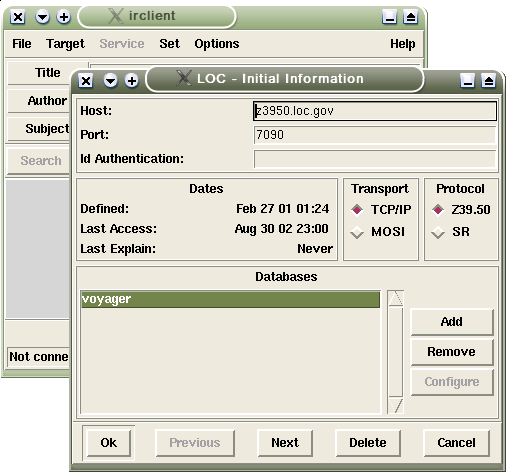 irclient
File Target Service Set Options Help
Title
Author
Subject
Search
LOC - Initial Information
Host: z3950.loc.gov
Port: 7090
Id Authentication:
Dates
Defined: Feb 27 01 01:24
Last Access: Aug 30 02 23:00
Last Explain: Never
Transport
TCP/IP
MOSI
Protocol
Z39.50
SR
Databases
voyager
Add
Remove
Configure
Not conne
Ok Previous Next Delete Cancel